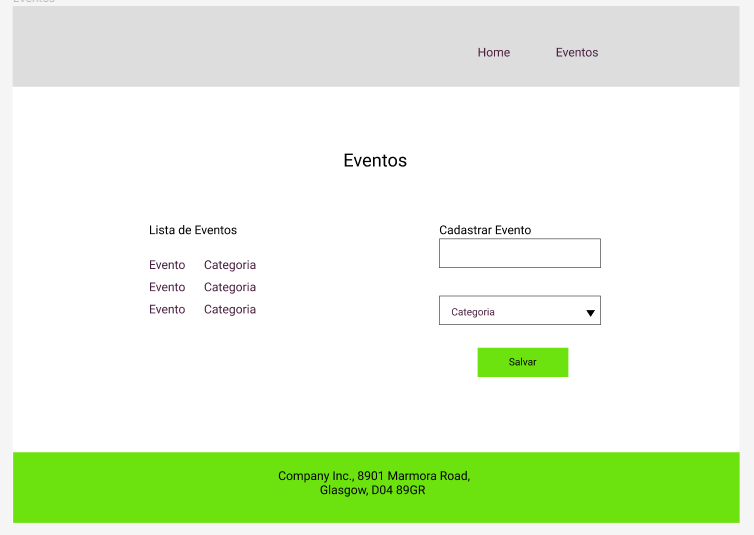 Eventos
Home Eventos
Eventos
Lista de Eventos
Evento Categoria
Evento Categoria
Evento Categoria
Cadastrar Evento
Categoria
Salvar
Company Inc., 8901 Marmora Road,
Glasgow, D04 89GR